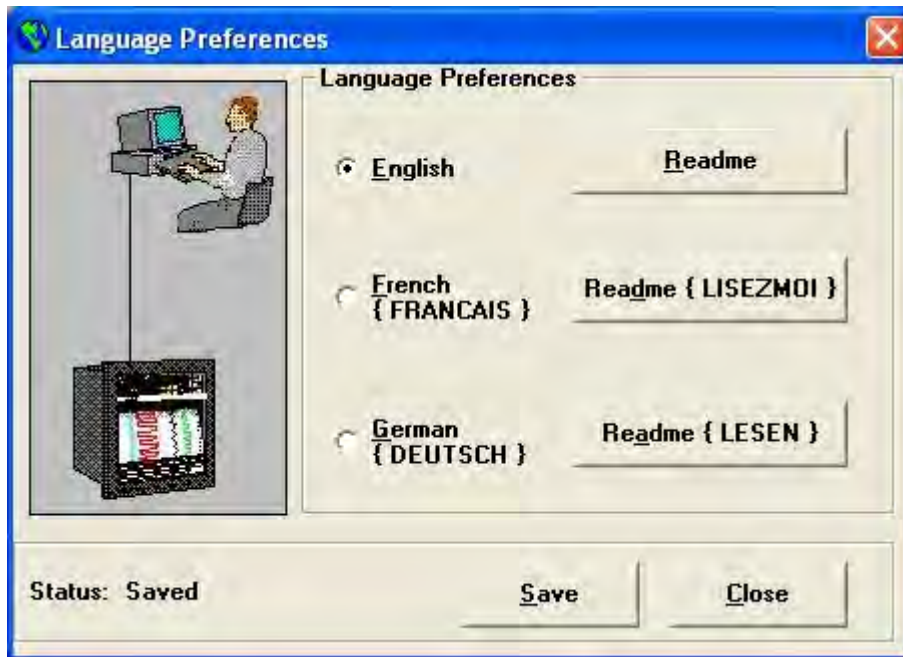 Language Preferences
Language Preferences
English
Readme
French
{ FRANCAIS }
Readme { LISEZMOI }
German
{ DEUTSCH }
Readme { LESEN }
Status: Saved
Save
Close